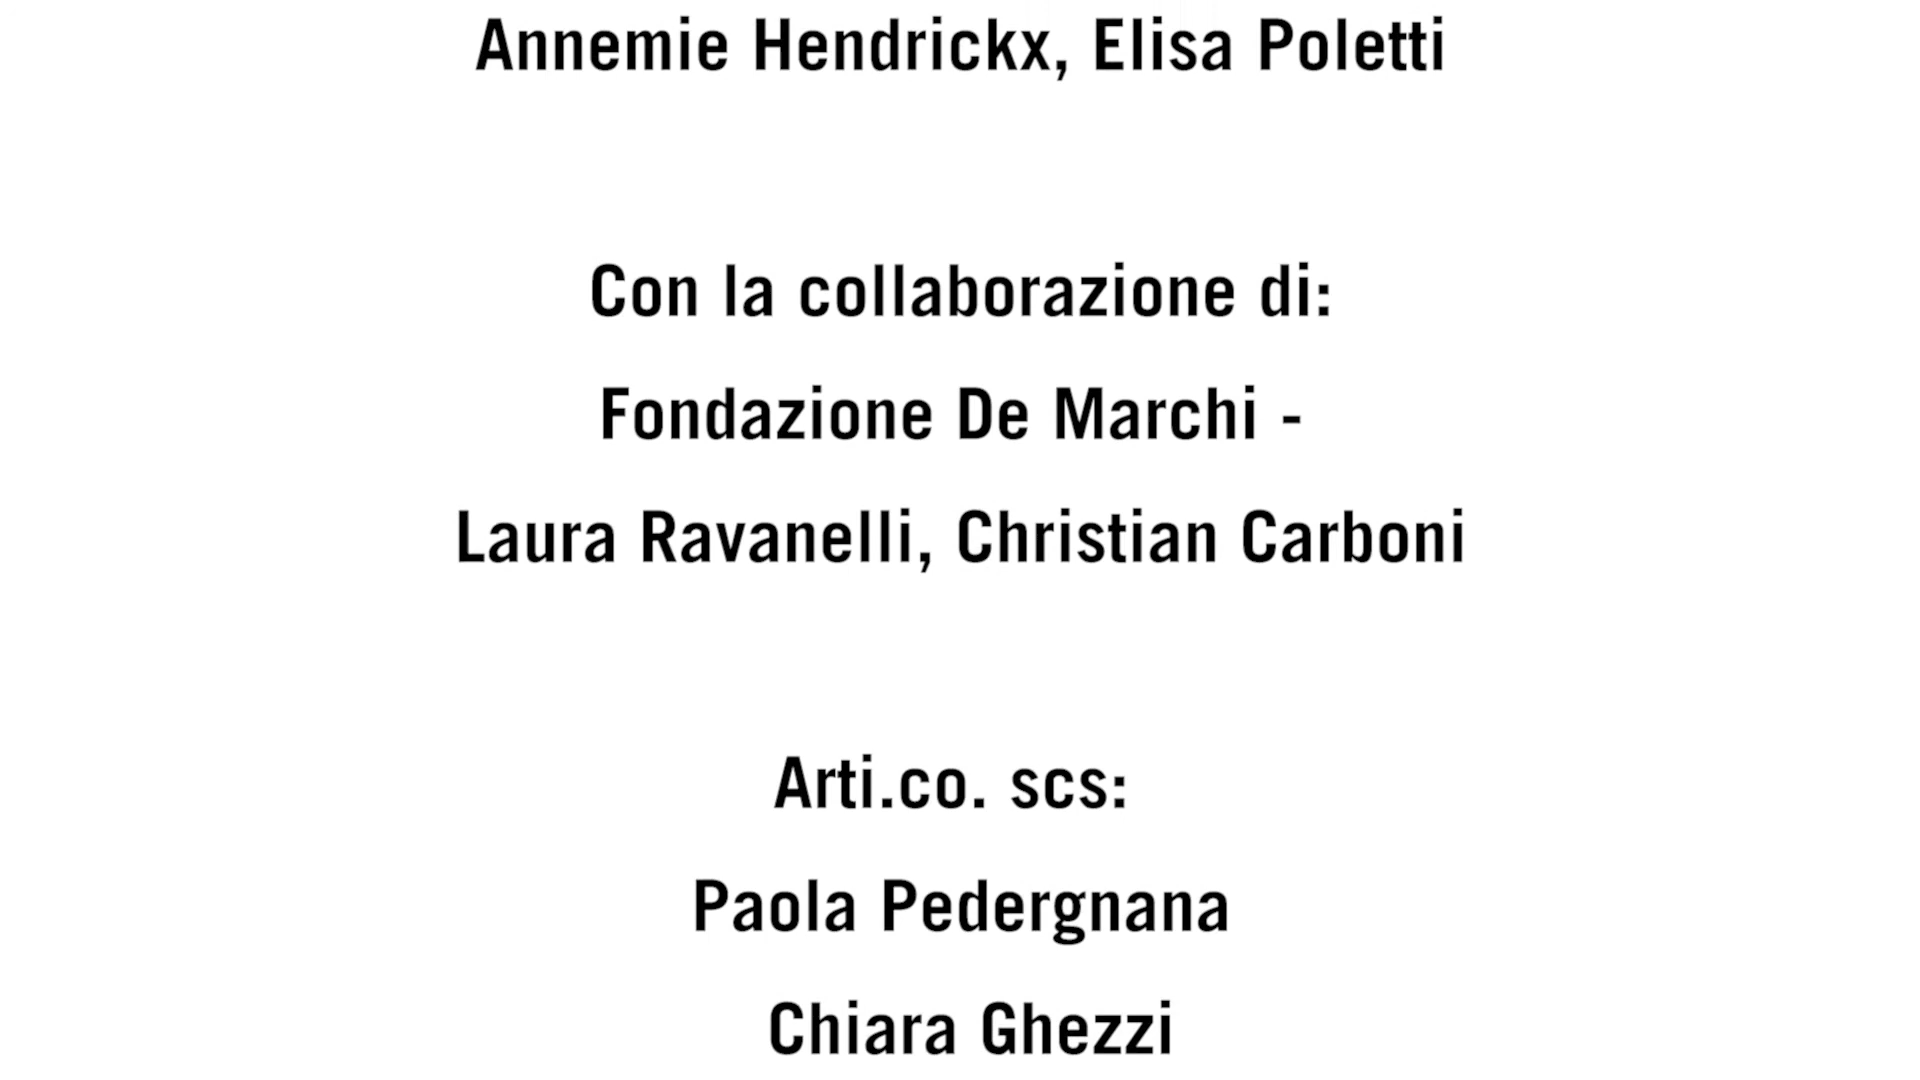 Annemie Hendrickx, Elisa Poletti
Con la collaborazione di:
Fondazione De Marchi -
Laura Ravanelli, Christian Carboni
Arti.co. scs:
Paola Pedergnana
Chiara Ghezzi